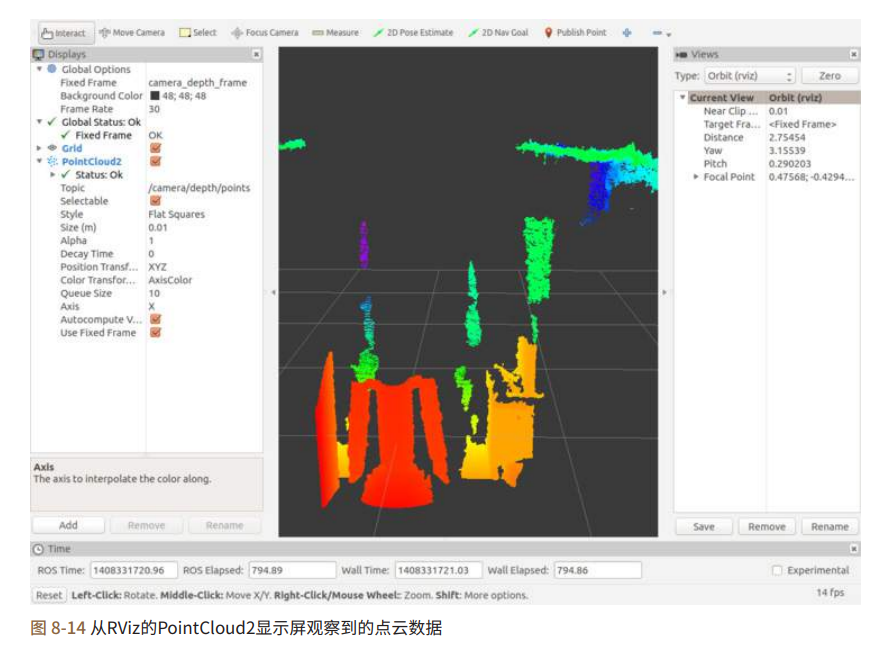 Interact Move Camera Select Focus Camera Measure 2D Pose Estimate 2D Nav Goal Publish Point
Displays
Global Options
Fixed Frame camera_depth_frame
Background Color 48; 48; 48
Frame Rate 30
Global Status: Ok
Fixed Frame OK
Grid
PointCloud2
Status: Ok
Topic /camera/depth/points
Selectable
Style Flat Squares
Size (m) 0.01
Alpha 1
Decay Time 0
Position Transf... XYZ
Color Transfor... AxisColor
Queue Size 10
Axis X
Autocompute V...
Use Fixed Frame
Axis
The axis to interpolate the color along.
Add Remove Rename
Views
Type: Orbit (rviz) Zero
Current View Orbit (rviz)
Near Clip ... 0.01
Target Fra... <Fixed Frame>
Distance 2.75454
Yaw 3.15539
Pitch 0.290203
Focal Point 0.47568; -0.4294...
Save Remove Rename
Time
ROS Time: 1408331720.96 ROS Elapsed: 794.89 Wall Time: 1408331721.03 Wall Elapsed: 794.86 Experimental
Reset Left-Click: Rotate. Middle-Click: Move X/Y. Right-Click/Mouse Wheel:: Zoom. Shift: More options. 14 fps
图 8-14 从RViz的PointCloud2显示屏观察到的点云数据